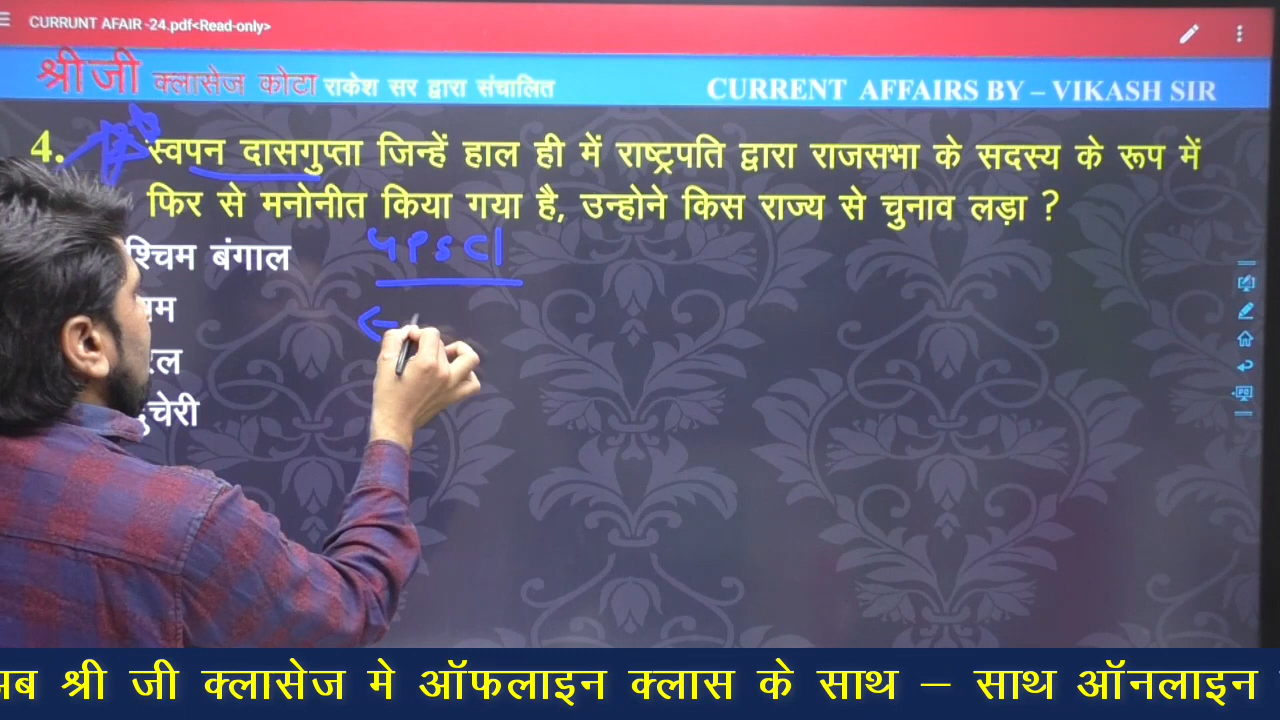 CURRUNT AFAIR -24.pdf<Read-only>
श्रीजी क्लासेज कोटा राकेश सर द्वारा संचालित CURRENT AFFAIRS BY – VIKASH SIR
4. स्वपन दासगुप्ता जिन्हें हाल ही में राष्ट्रपति द्वारा राजसभा के सदस्य के रूप में
फिर से मनोनीत किया गया है, उन्होने किस राज्य से चुनाव लड़ा ?
श्चिम बंगाल
श्री जी क्लासेज मे ऑफलाइन क्लास के साथ – साथ ऑनलाइन